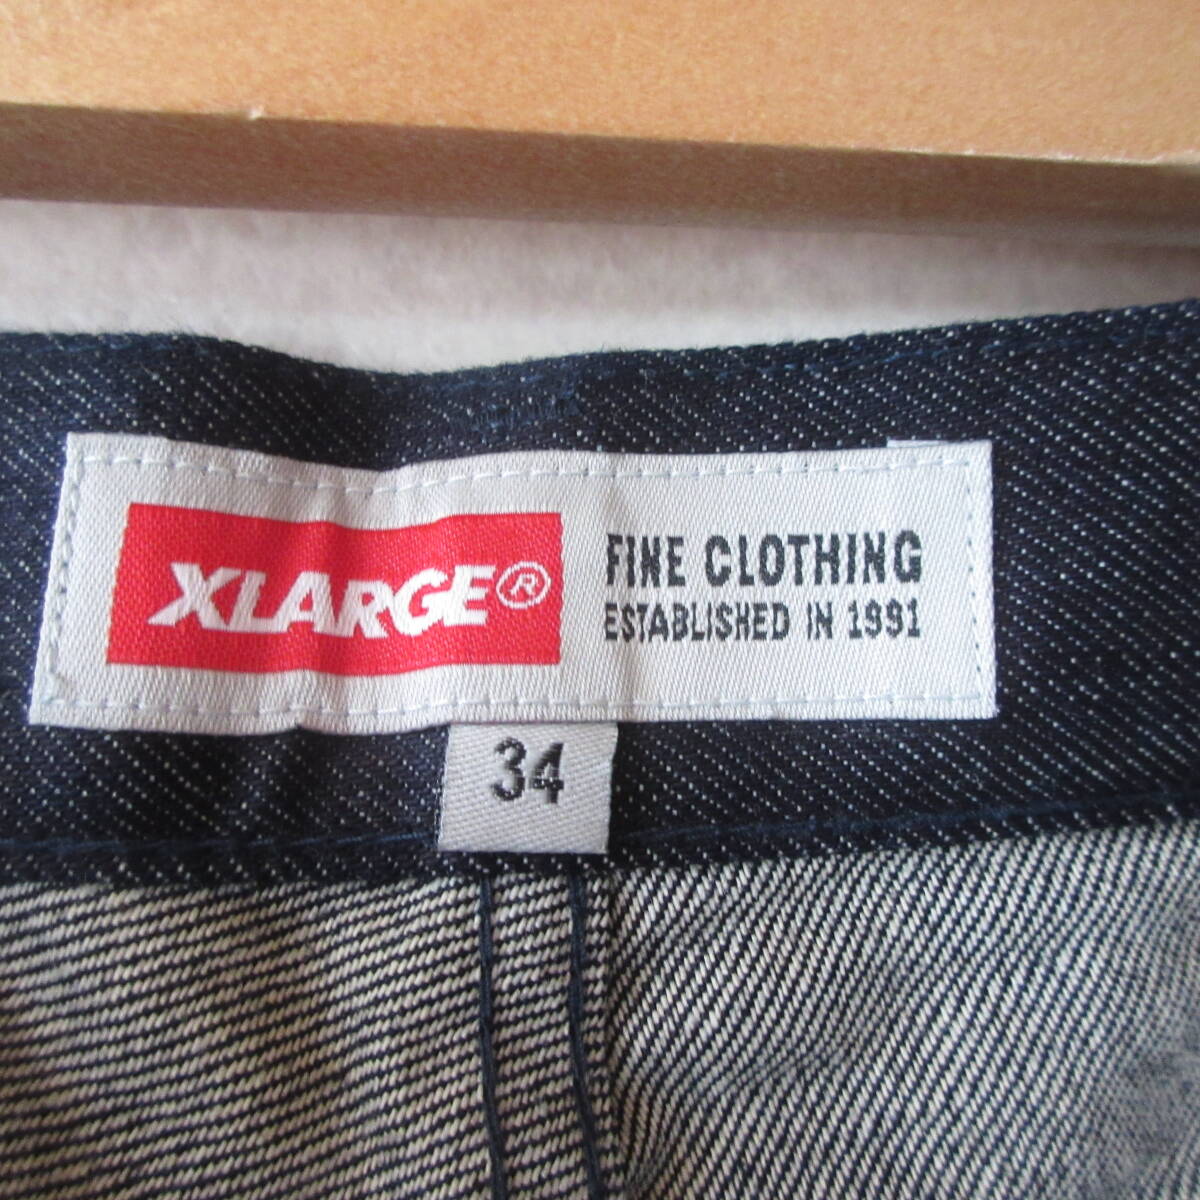 XLARGE®
FINE CLOTHING
ESTABLISHED IN 1991
34